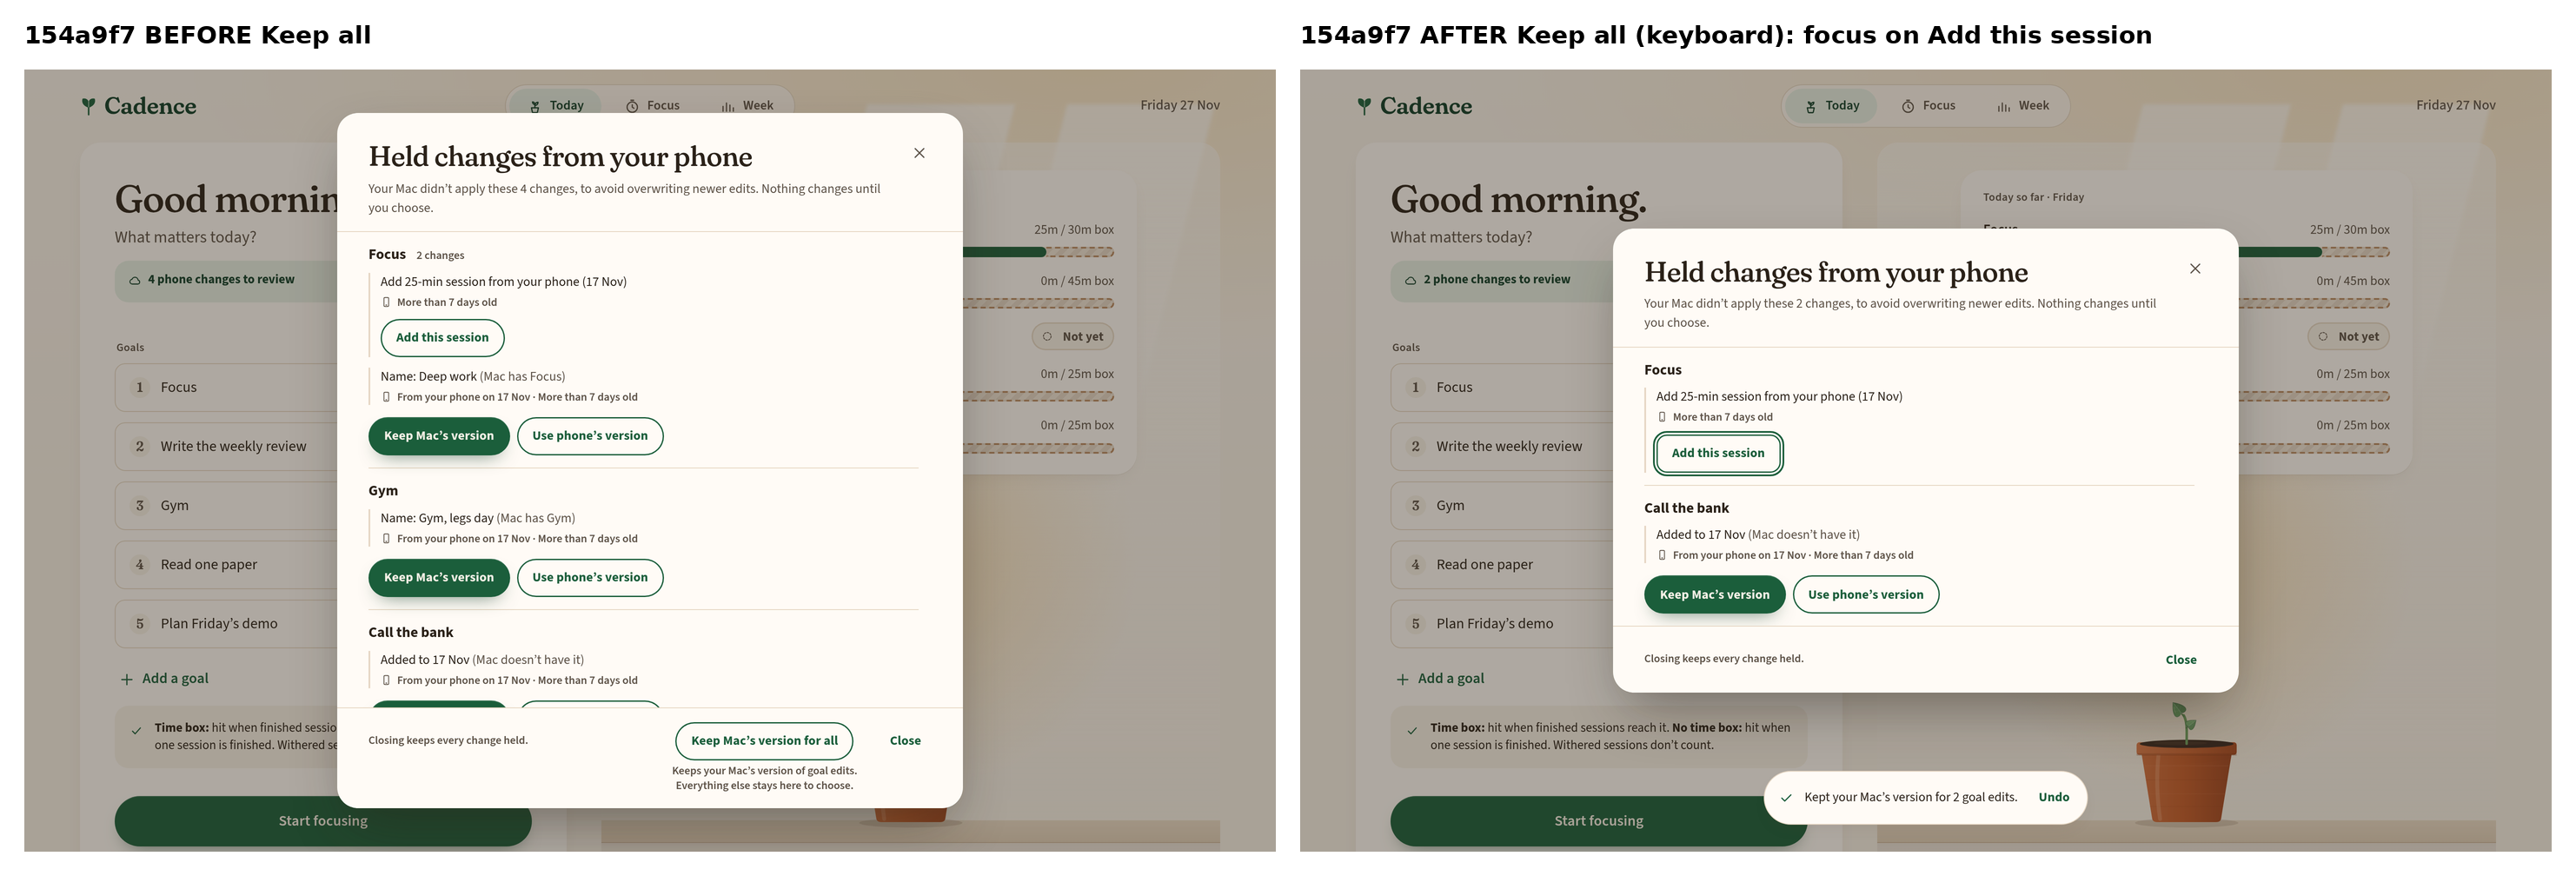 154a9f7 BEFORE Keep all
Cadence
Today
Focus
Week
Friday 27 Nov
Good mornin
What matters today?
4 phone changes to review
Goals
1 Focus
2 Write the weekly review
3 Gym
4 Read one paper
5 Plan Friday’s demo
+ Add a goal
Time box: hit when finished sessio
one session is finished. Withered se
Start focusing
25m / 30m box
0m / 45m box
Not yet
0m / 25m box
0m / 25m box
Held changes from your phone
Your Mac didn’t apply these 4 changes, to avoid overwriting newer edits. Nothing changes until
you choose.
Focus 2 changes
Add 25-min session from your phone (17 Nov)
More than 7 days old
Add this session
Name: Deep work (Mac has Focus)
From your phone on 17 Nov · More than 7 days old
Keep Mac’s version
Use phone’s version
Gym
Name: Gym, legs day (Mac has Gym)
From your phone on 17 Nov · More than 7 days old
Keep Mac’s version
Use phone’s version
Call the bank
Added to 17 Nov (Mac doesn’t have it)
From your phone on 17 Nov · More than 7 days old
Closing keeps every change held.
Keep Mac’s version for all
Close
Keeps your Mac’s version of goal edits.
Everything else stays here to choose.
154a9f7 AFTER Keep all (keyboard): focus on Add this session
Cadence
Today
Focus
Week
Friday 27 Nov
Good morning.
What matters today?
2 phone changes to review
Goals
1 Focus
2 Write the weekly review
3 Gym
4 Read one paper
5 Plan Friday’s demo
+ Add a goal
Time box: hit when finished sessions reach it. No time box: hit when
one session is finished. Withered sessions don’t count.
Start focusing
Today so far · Friday
Focus
25m / 30m box
0m / 45m box
Not yet
0m / 25m box
0m / 25m box
Held changes from your phone
Your Mac didn’t apply these 2 changes, to avoid overwriting newer edits. Nothing changes until
you choose.
Focus
Add 25-min session from your phone (17 Nov)
More than 7 days old
Add this session
Call the bank
Added to 17 Nov (Mac doesn’t have it)
From your phone on 17 Nov · More than 7 days old
Keep Mac’s version
Use phone’s version
Closing keeps every change held.
Close
Kept your Mac’s version for 2 goal edits.
Undo